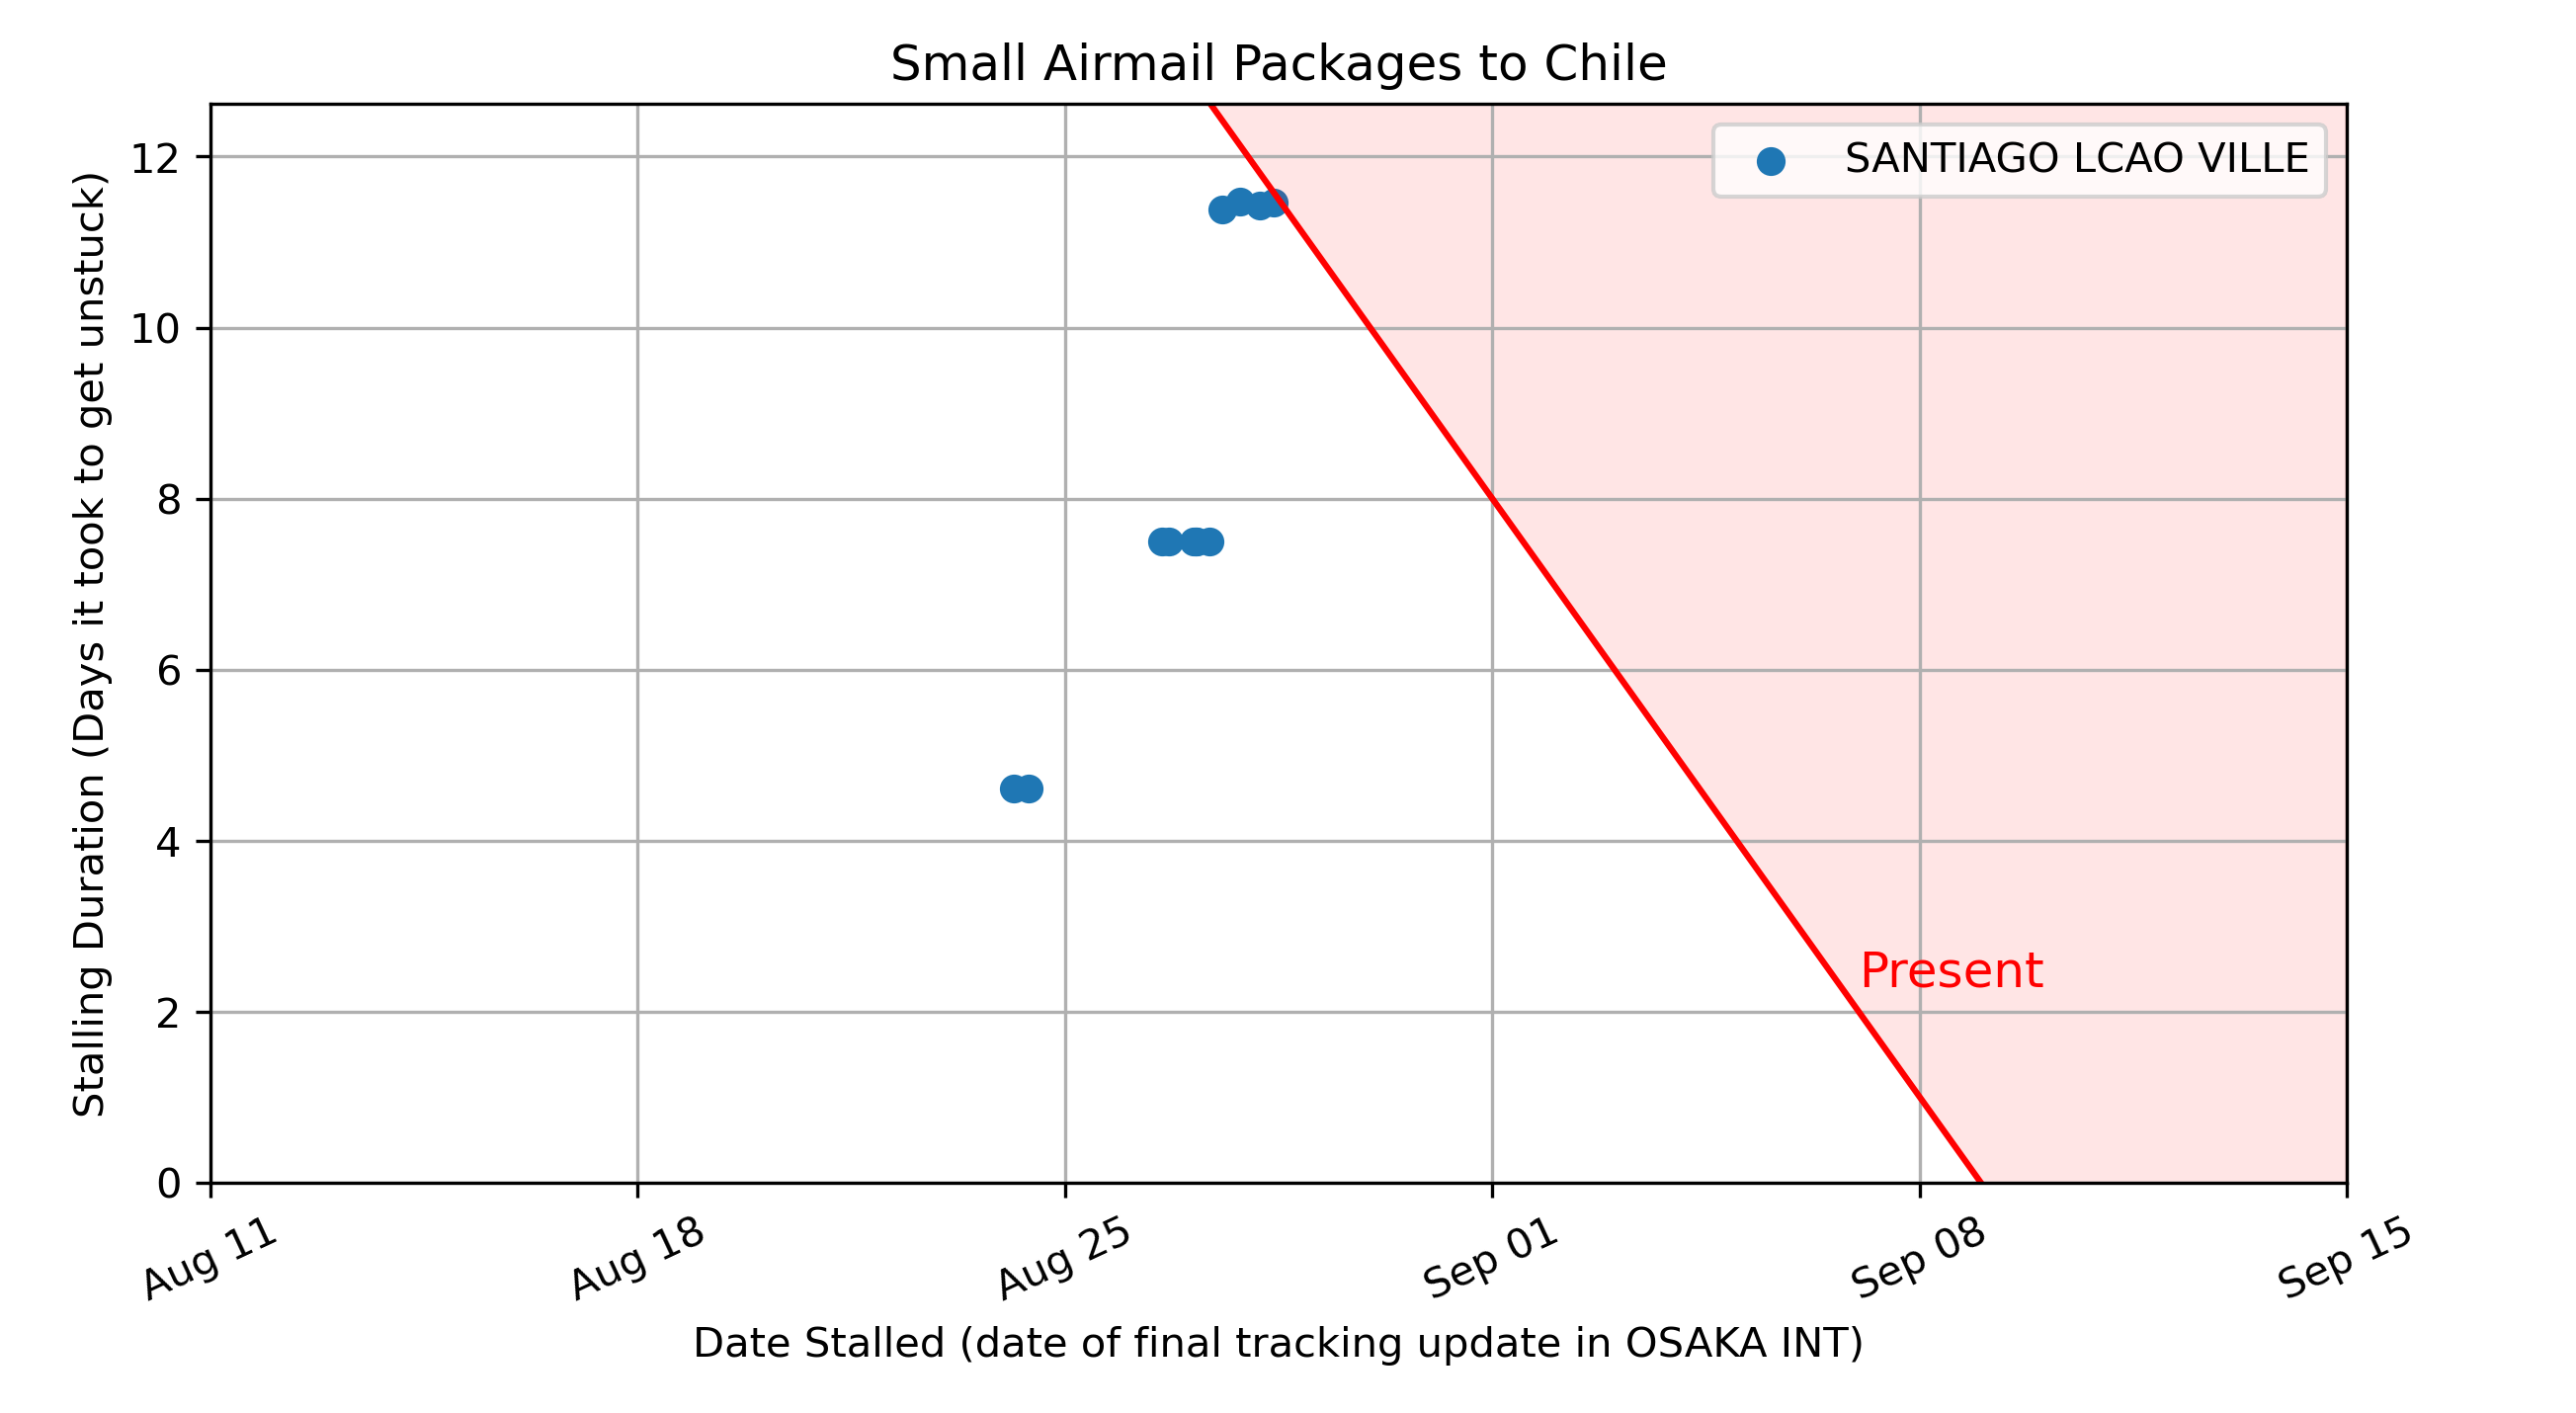 Small Airmail Packages to Chile
SANTIAGO LCAO VILLE
Stalling Duration (Days it took to get unstuck)
12
10
8
6
4
2
0
Present
Aug 11
Aug 18
Aug 25
Sep 01
Sep 08
Sep 15
Date Stalled (date of final tracking update in OSAKA INT)